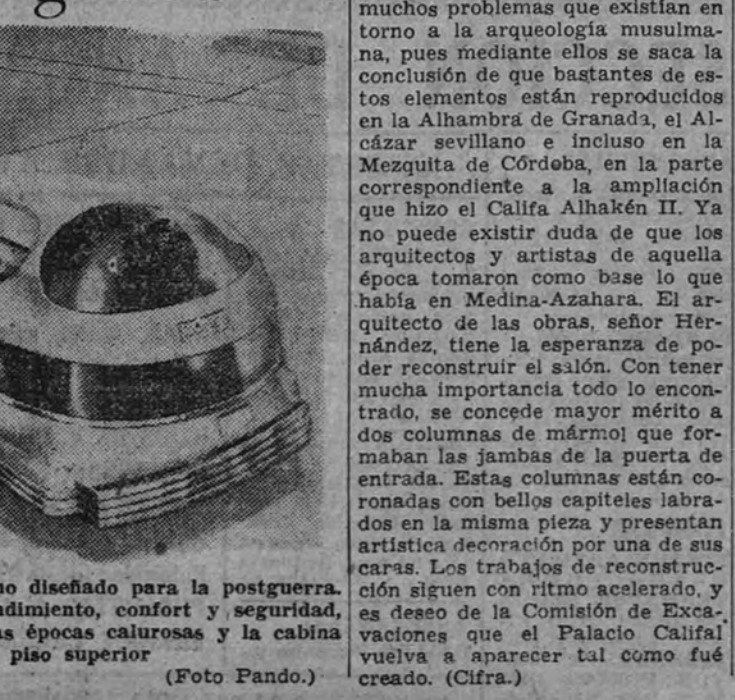 no diseñado para la postguerra.
ndimiento, confort y seguridad,
as épocas calurosas y la cabina
piso superior
(Foto Pando.)
muchos problemas que existían en
torno a la arqueología musulma-
na, pues mediante ellos se saca la
conclusión de que bastantes de es-
tos elementos están reproducidos
en la Alhambra de Granada, el Al-
cázar sevillano e incluso en la
Mezquita de Córdoba, en la parte
correspondiente a la ampliación
que hizo el Califa Alhakén II. Ya
no puede existir duda de que los
arquitectos y artistas de aquella
época tomaron como base lo que
había en Medina-Azahara. El ar-
quitecto de las obras, señor Her-
nández, tiene la esperanza de po-
der reconstruir el salón. Con tener
mucha importancia todo lo encon-
trado, se concede mayor mérito a
dos columnas de mármol que for-
maban las jambas de la puerta de
entrada. Estas columnas están co-
ronadas con bellos capiteles labra-
dos en la misma pieza y presentan
artística decoración por una de sus
caras. Los trabajos de reconstruc-
ción siguen con ritmo acelerado, y
es deseo de la Comisión de Exca-
vaciones que el Palacio Califal
vuelva a aparecer tal como fué
creado. (Cifra.)